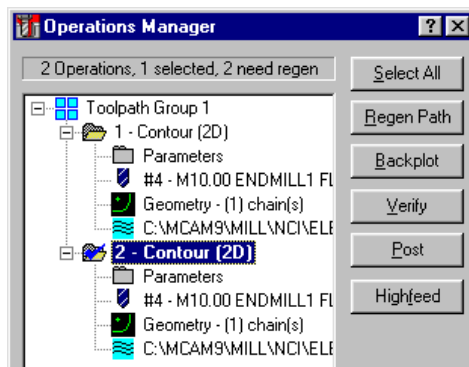 Operations Manager
2 Operations, 1 selected, 2 need regen
Select All
Toolpath Group 1
Regen Path
1 - Contour (2D)
Parameters
Backplot
#4 - M10.00 ENDMILL1 FL
Geometry - (1) chain(s)
Verify
C:\MCAM9\MILL\NCI\ELE
2 - Contour (2D)
Post
Parameters
#4 - M10.00 ENDMILL1 FL
Highfeed
Geometry - (1) chain(s)
C:\MCAM9\MILL\NCI\ELE